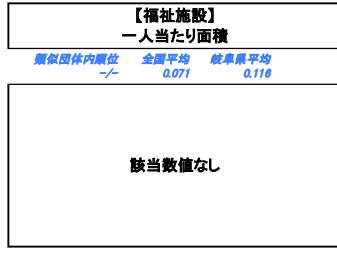 【福祉施設】
一人当たり面積
類似団体内順位 全国平均 岐阜県平均
-/- 0.071 0.116
該当数値なし